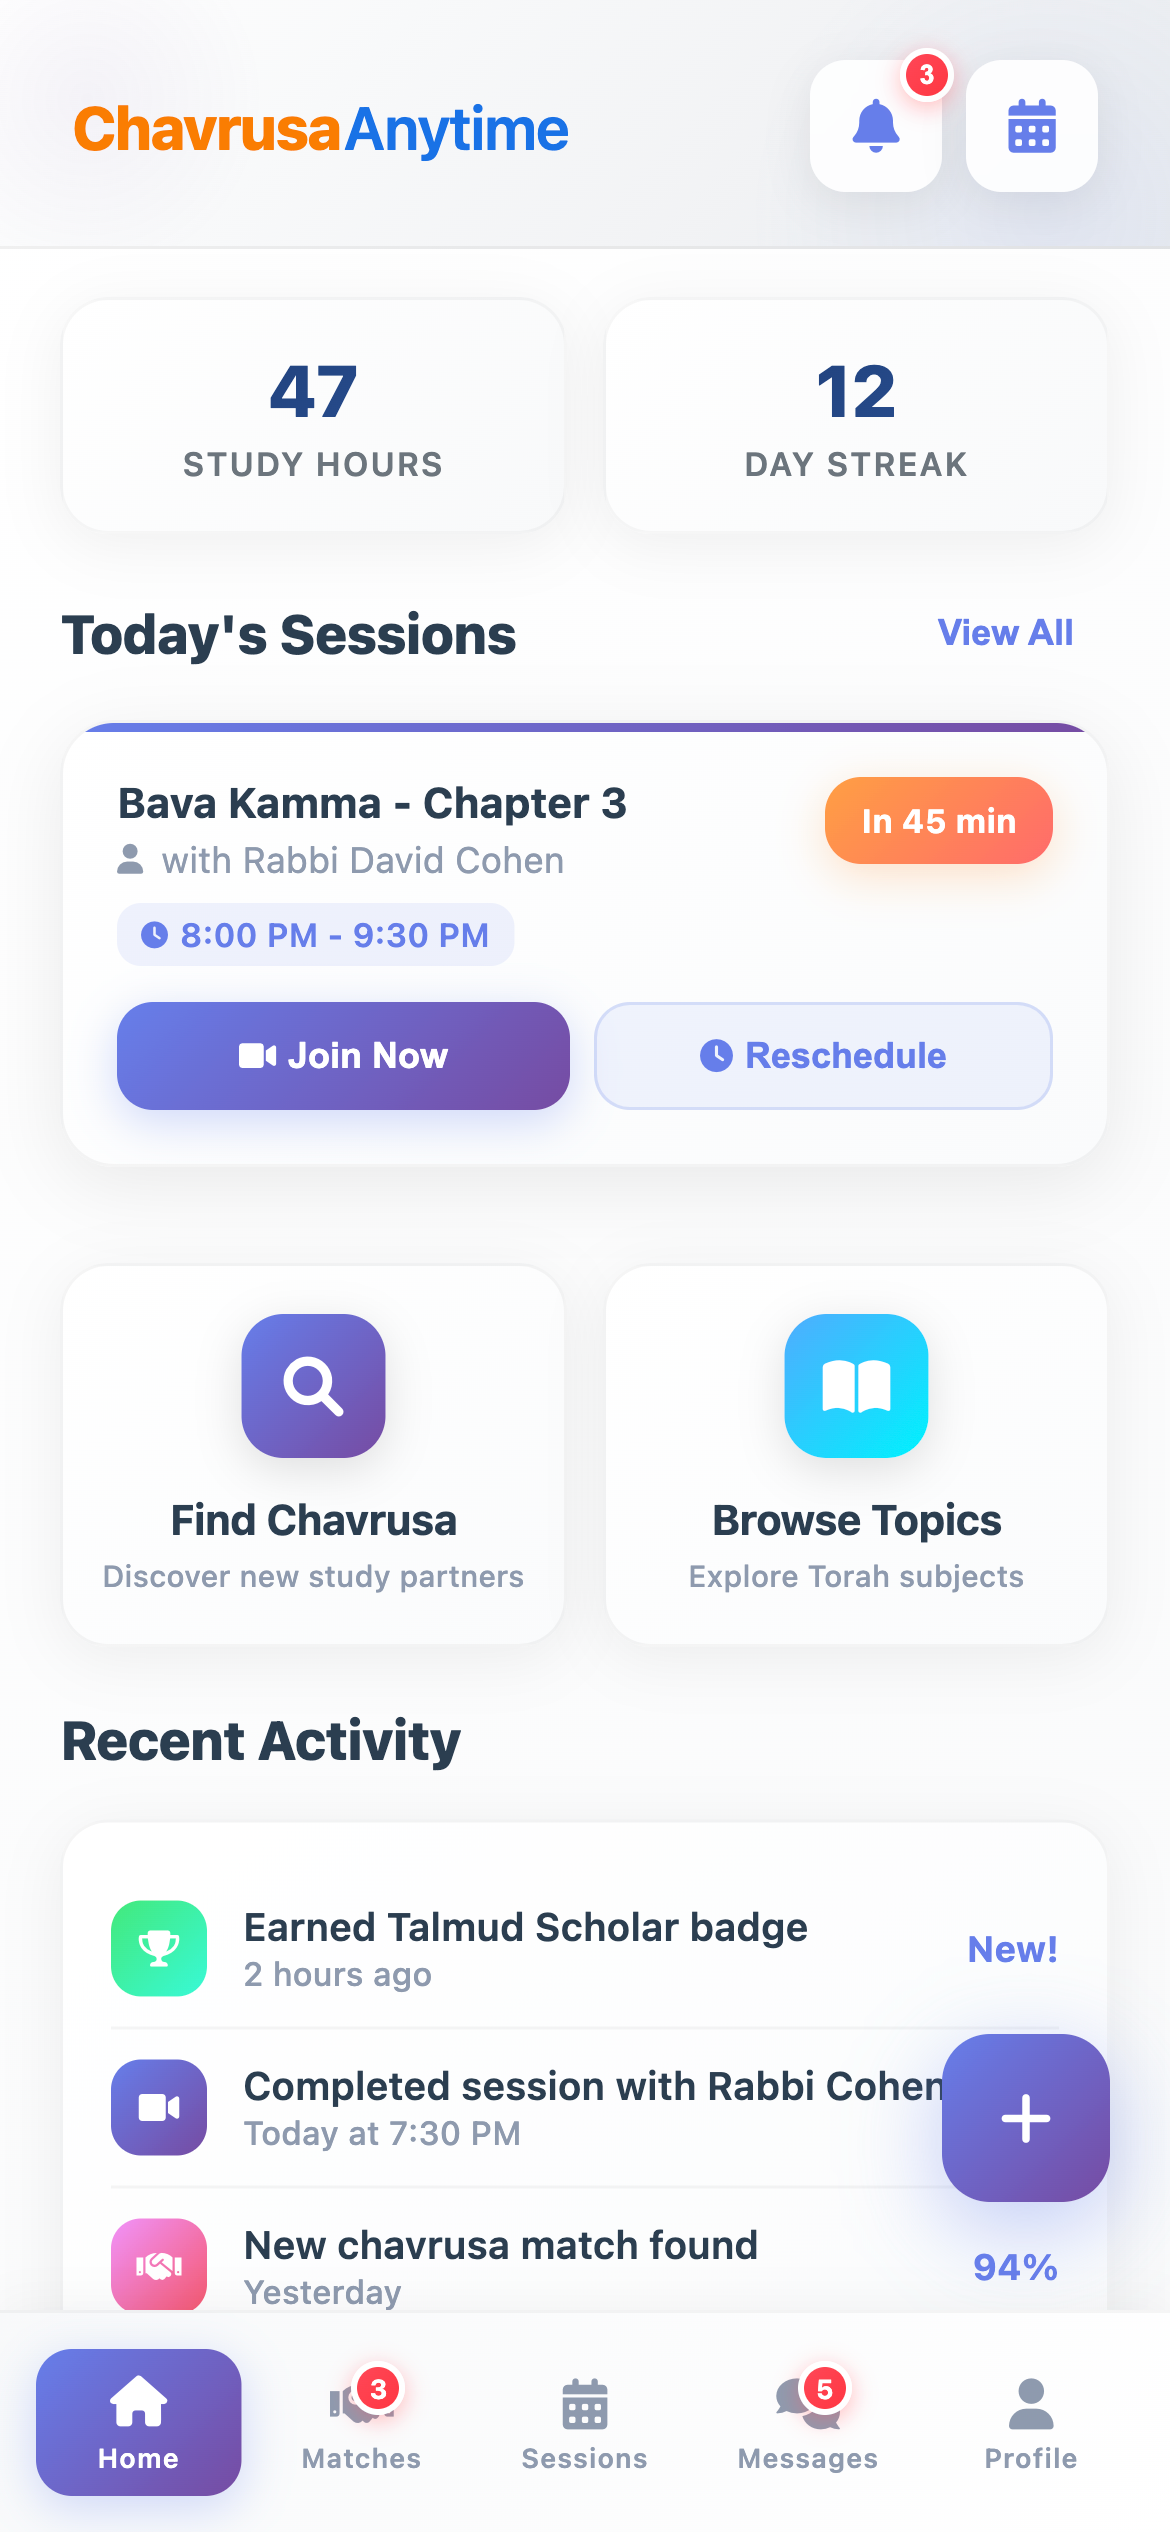 ChavrusaAnytime
3
47
STUDY HOURS
12
DAY STREAK
Today's Sessions
View All
Bava Kamma - Chapter 3
In 45 min
with Rabbi David Cohen
8:00 PM - 9:30 PM
Join Now
Reschedule
Find Chavrusa
Discover new study partners
Browse Topics
Explore Torah subjects
Recent Activity
Earned Talmud Scholar badge
2 hours ago
New!
Completed session with Rabbi Cohen
Today at 7:30 PM
New chavrusa match found
Yesterday
94%
Home
3
Matches
Sessions
5
Messages
Profile